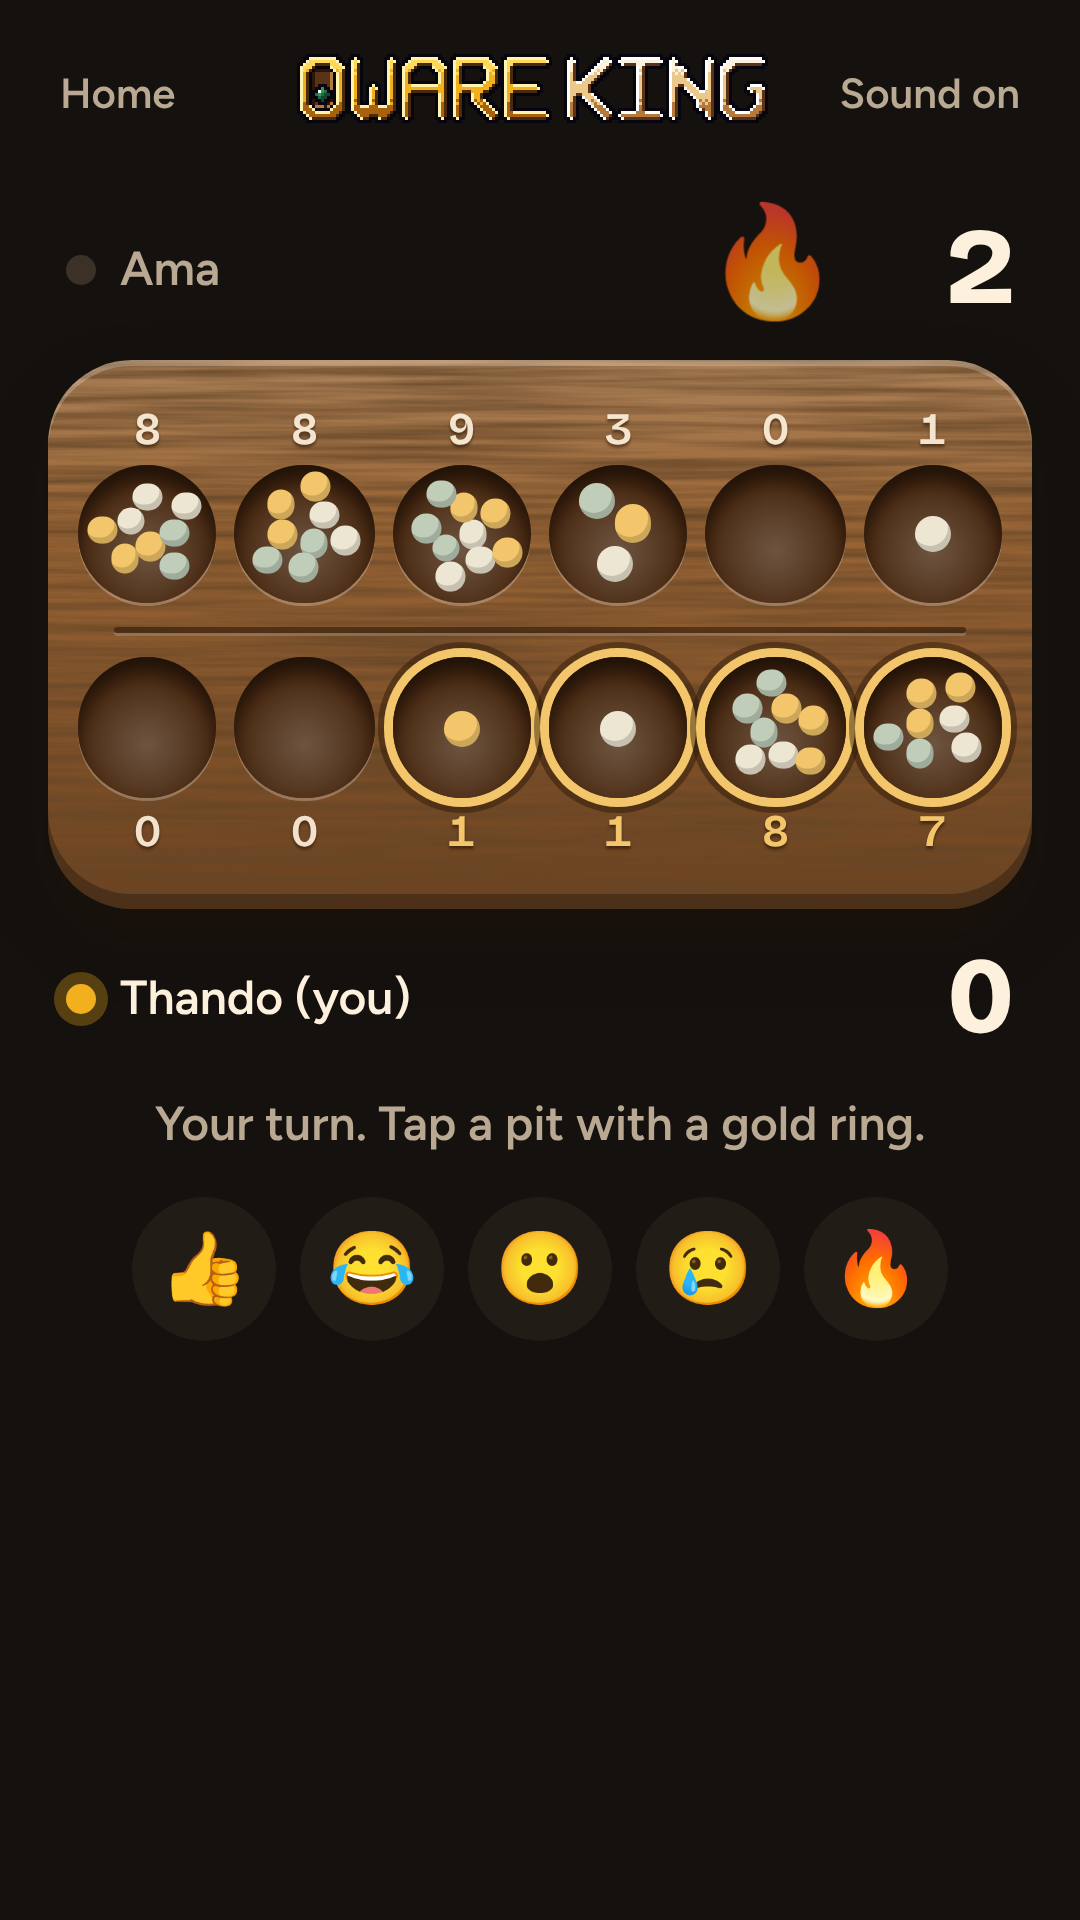 Home OWARE KING Sound on
Ama 2
8 8 9 3 0 1
0 0 1 1 8 7
Thando (you) 0
Your turn. Tap a pit with a gold ring.